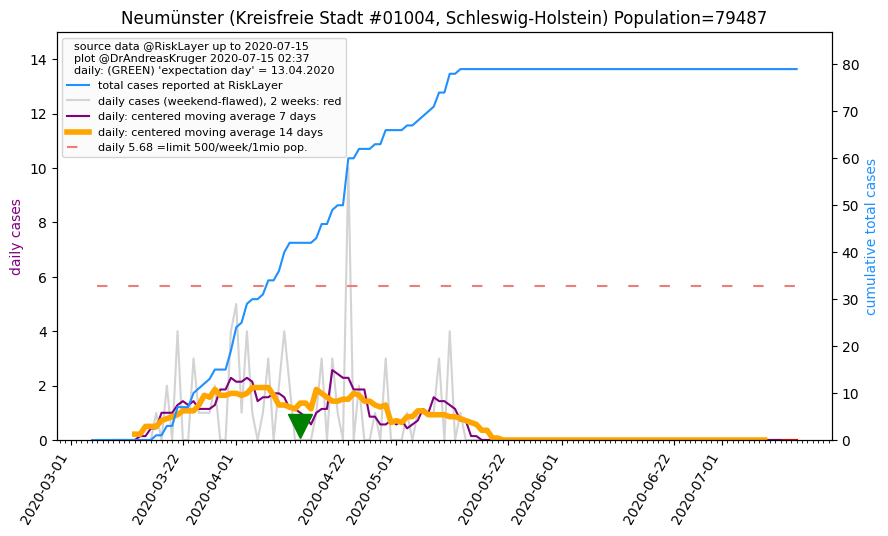 Neumünster (Kreisfreie Stadt #01004, Schleswig-Holstein) Population=79487
source data @RiskLayer up to 2020-07-15
plot @DrAndreasKruger 2020-07-15 02:37
daily: (GREEN) 'expectation day' = 13.04.2020
total cases reported at RiskLayer
daily cases (weekend-flawed), 2 weeks: red
daily: centered moving average 7 days
daily: centered moving average 14 days
daily 5.68 =limit 500/week/1mio pop.
daily cases
14
12
10
8
6
4
2
0
cumulative total cases
80
70
60
50
40
30
20
10
0
2020-03-01
2020-03-22
2020-04-01
2020-04-22
2020-05-01
2020-05-22
2020-06-01
2020-06-22
2020-07-01